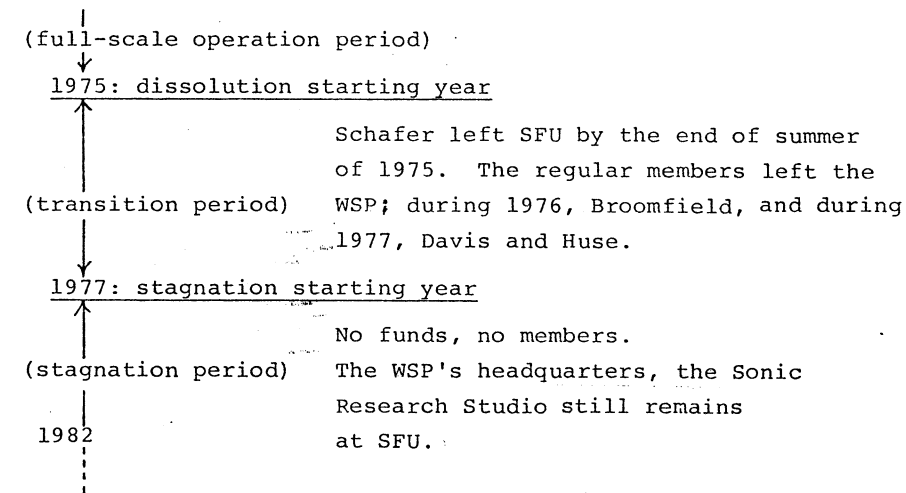 (full-scale operation period)
1975: dissolution starting year
Schafer left SFU by the end of summer
of 1975. The regular members left the
(transition period) WSP; during 1976, Broomfield, and during
1977, Davis and Huse.
1977: stagnation starting year
No funds, no members.
(stagnation period) The WSP's headquarters, the Sonic
Research Studio still remains
1982 at SFU.